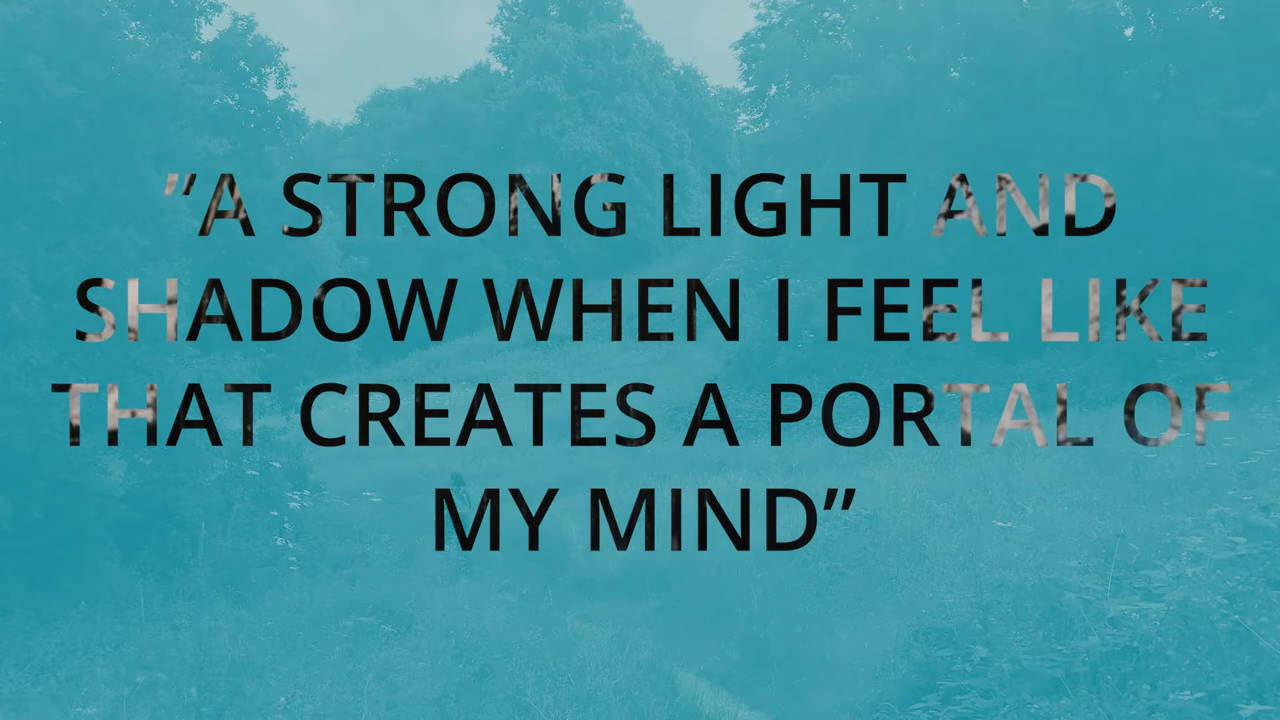 ”A STRONG LIGHT AND
SHADOW WHEN I FEEL LIKE
THAT CREATES A PORTAL OF
MY MIND”